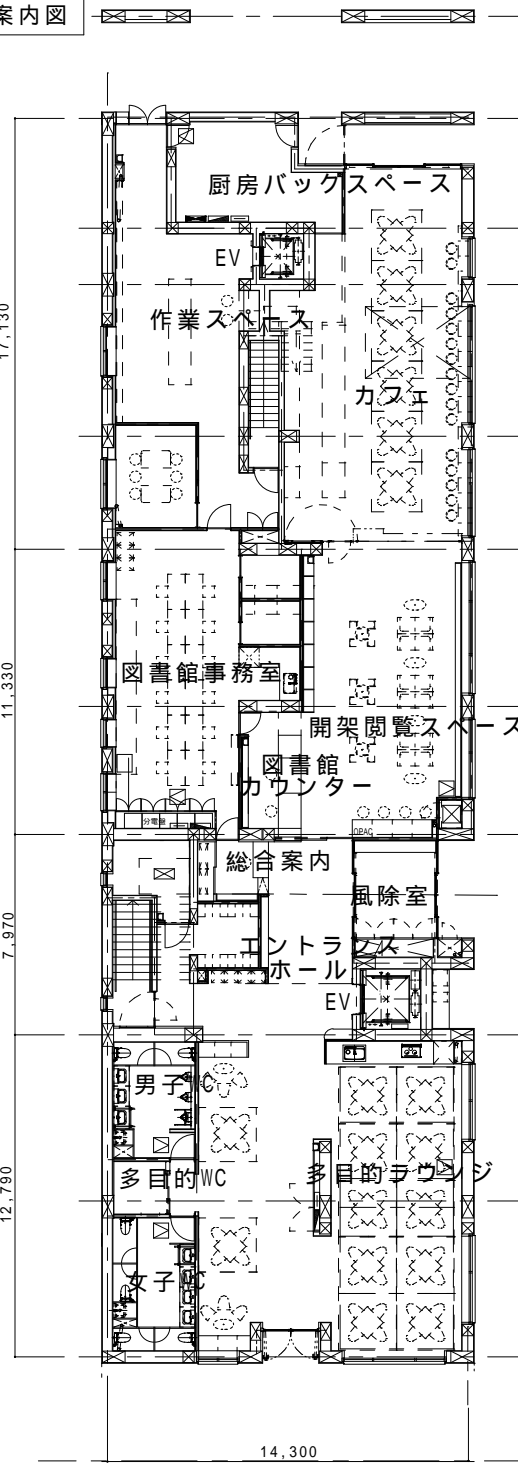 案内図
厨房バックスペース
EV
17,130
作業スペース
カフェ
11,330
図書館事務室
開架閲覧スペース
図書館
カウンター
分電盤
OPAC
総合案内
風除室
7,970
エントランス
ホール
EV
男子WC
多目的WC
多目的ラウンジ
12,790
女子WC
14,300